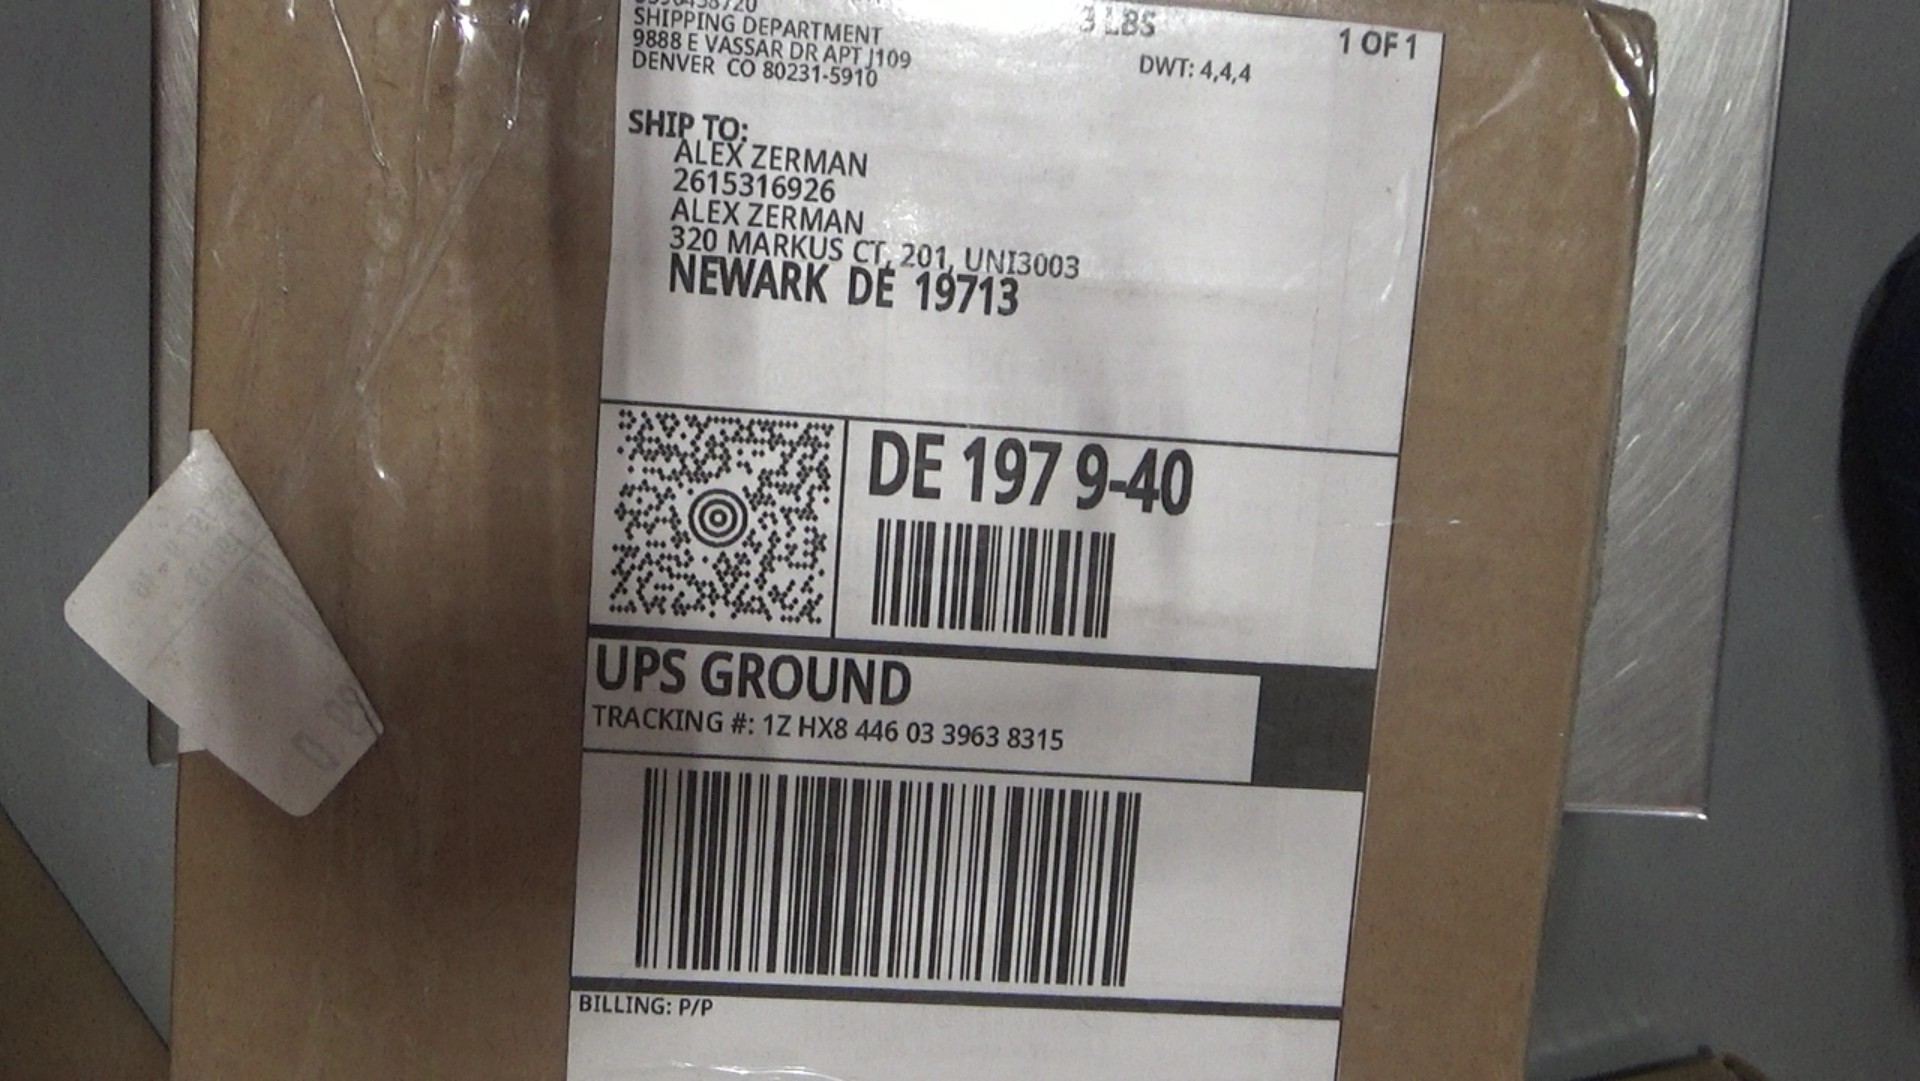 SHIPPING DEPARTMENT
9888 E VASSAR DR APT J109
DENVER CO 80231-5910
3 LBS
1 OF 1
DWT: 4,4,4
SHIP TO:
ALEX ZERMAN
2615316926
ALEX ZERMAN
320 MARKUS CT, 201, UNI3003
NEWARK DE 19713
DE 197 9-40
UPS GROUND
TRACKING #: 1Z HX8 446 03 3963 8315
BILLING: P/P